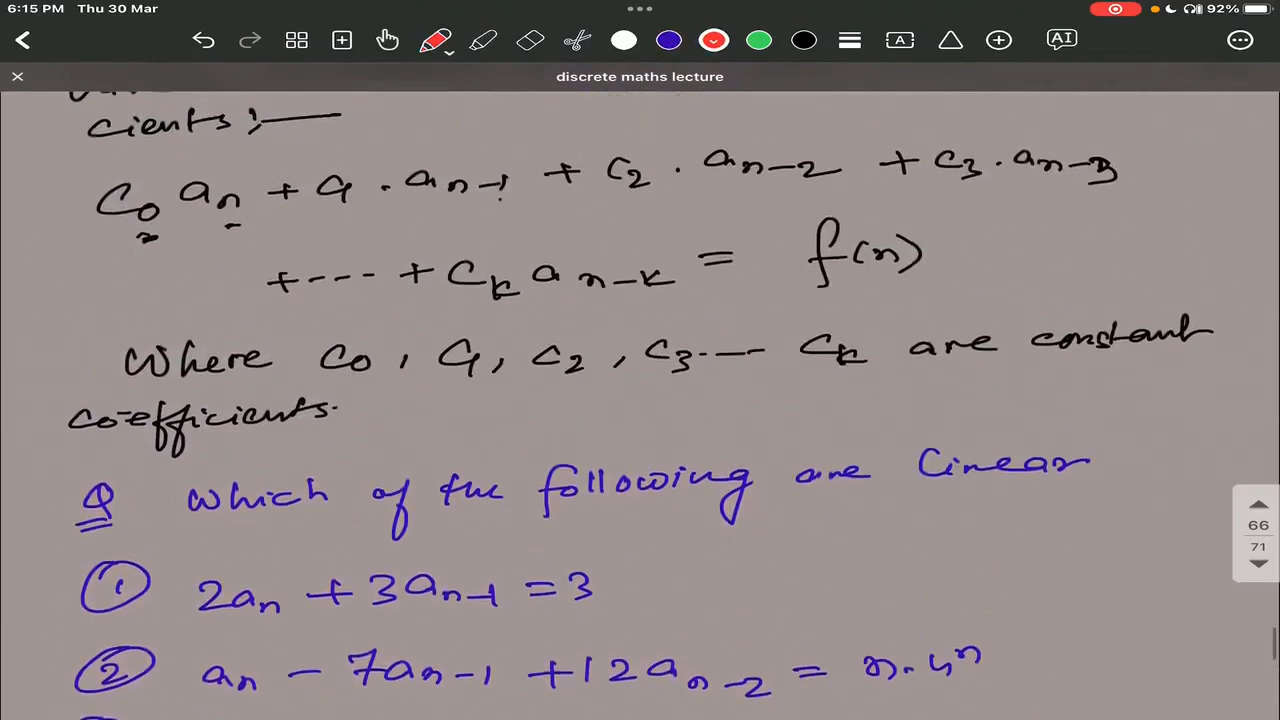 6:15 PM Thu 30 Mar
92%
A
AI
discrete maths lecture
cients :—
C₀ aₙ + C₁ . aₙ₋₁ + C₂ . aₙ₋₂ + C₃ . aₙ₋₃
+ ---- + Cₖ aₙ₋ₖ = f(n)
Where C₀, C₁, C₂, C₃ ---- Cₖ are constant
co-efficients.
Q Which of the following are Linear
① 2aₙ + 3aₙ₋₁ = 3
② aₙ - 7aₙ₋₁ + 12aₙ₋₂ = n.4ⁿ
66
71